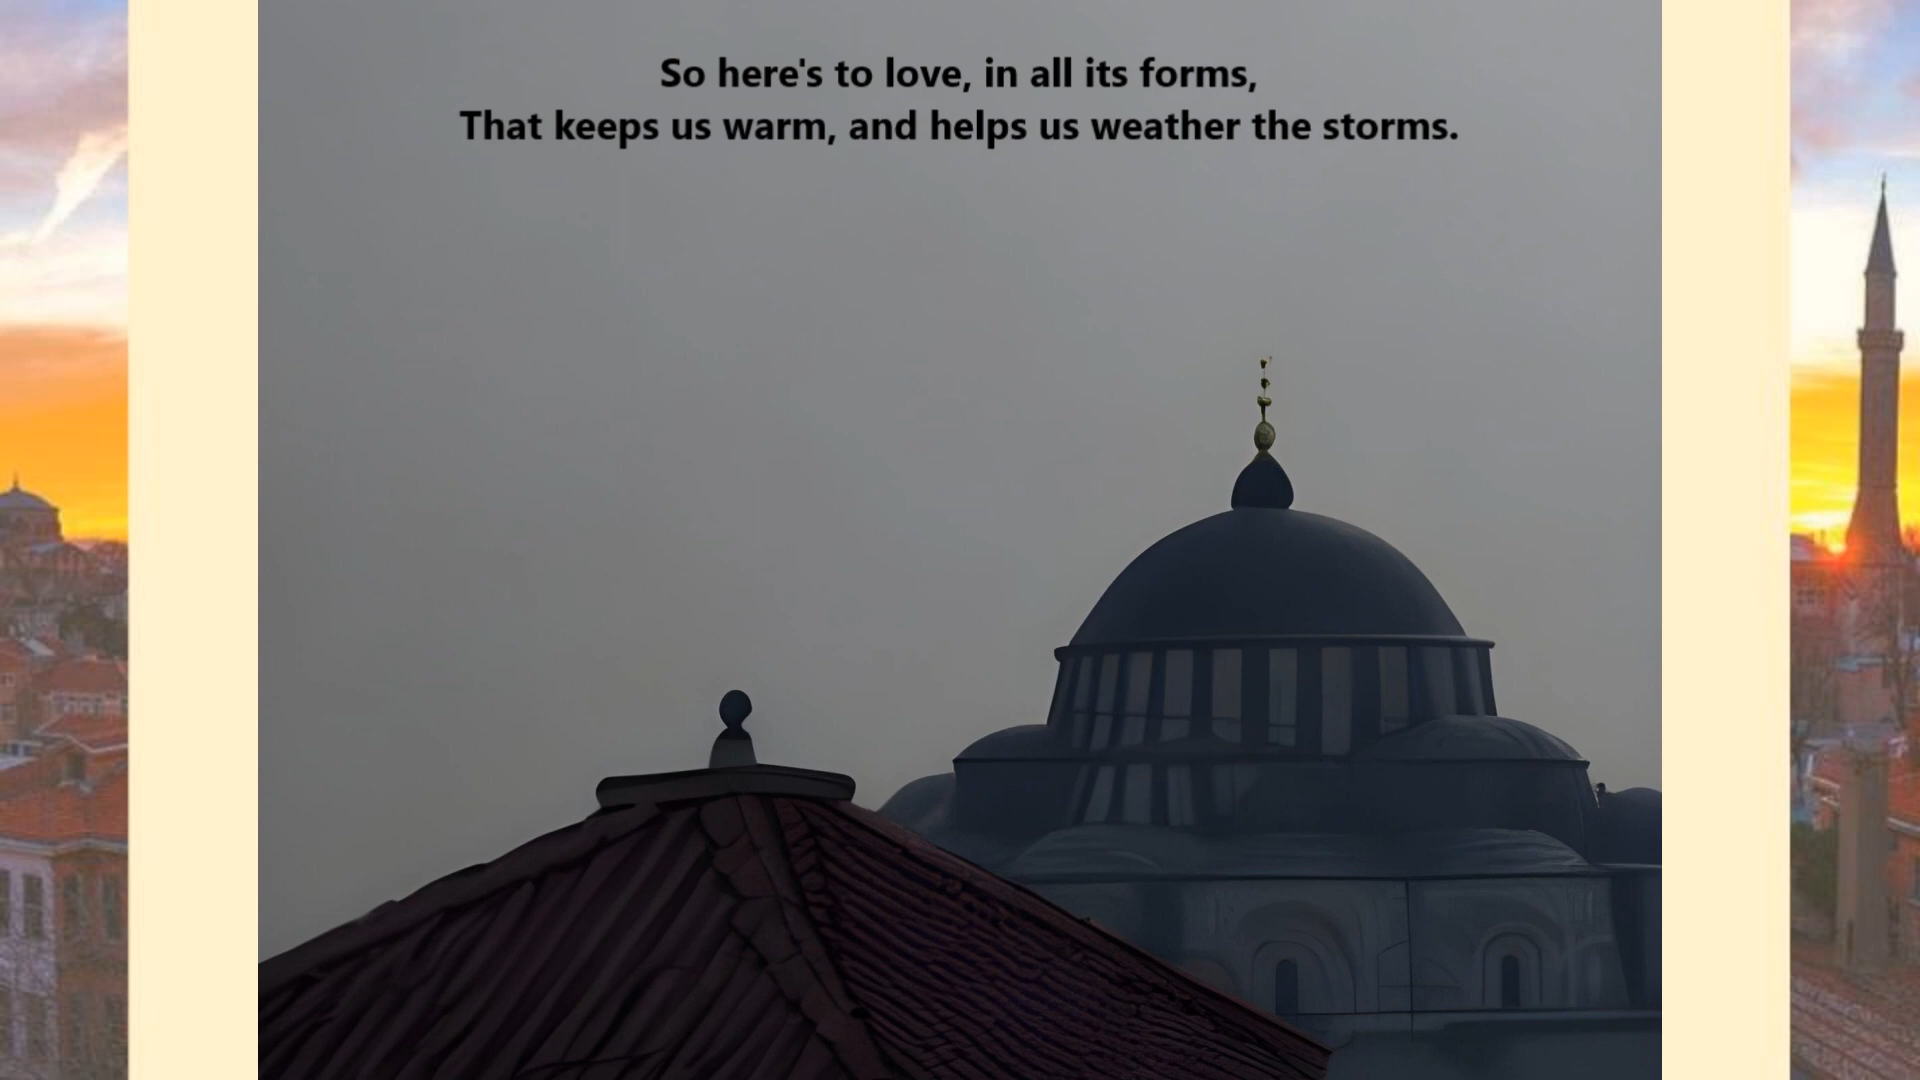 So here's to love, in all its forms,
That keeps us warm, and helps us weather the storms.